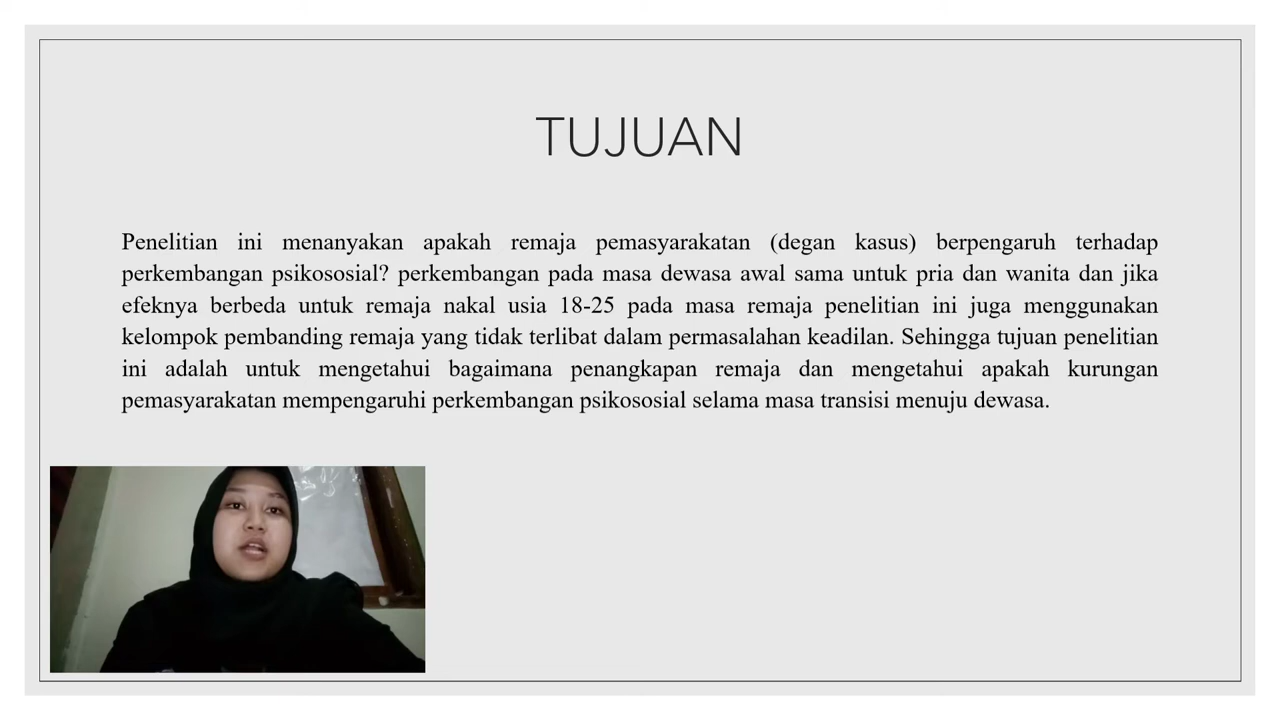 TUJUAN
Penelitian ini menanyakan apakah remaja pemasyarakatan (degan kasus) berpengaruh terhadap
perkembangan psikososial? perkembangan pada masa dewasa awal sama untuk pria dan wanita dan jika
efeknya berbeda untuk remaja nakal usia 18-25 pada masa remaja penelitian ini juga menggunakan
kelompok pembanding remaja yang tidak terlibat dalam permasalahan keadilan. Sehingga tujuan penelitian
ini adalah untuk mengetahui bagaimana penangkapan remaja dan mengetahui apakah kurungan
pemasyarakatan mempengaruhi perkembangan psikososial selama masa transisi menuju dewasa.